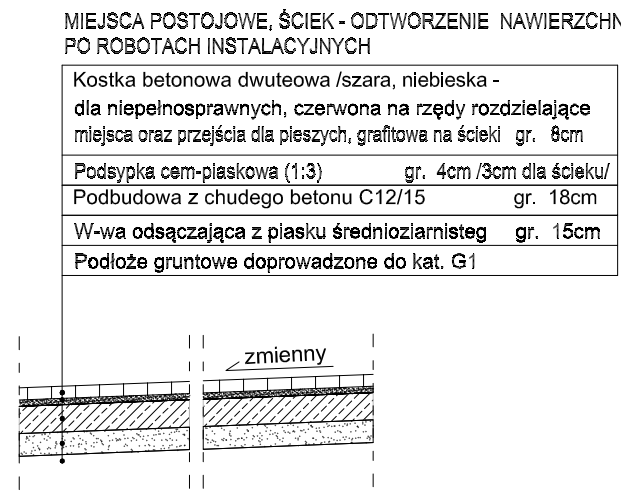 MIEJSCA POSTOJOWE, ŚCIEK - ODTWORZENIE NAWIERZCHN
PO ROBOTACH INSTALACYJNYCH
Kostka betonowa dwuteowa /szara, niebieska -
dla niepełnosprawnych, czerwona na rzędy rozdzielające
miejsca oraz przejścia dla pieszych, grafitowa na ścieki gr. 8cm
Podsypka cem-piaskowa (1:3) gr. 4cm /3cm dla ścieku/
Podbudowa z chudego betonu C12/15 gr. 18cm
W-wa odsączająca z piasku średnioziarnisteg gr. 15cm
Podłoże gruntowe doprowadzone do kat. G1
zmienny